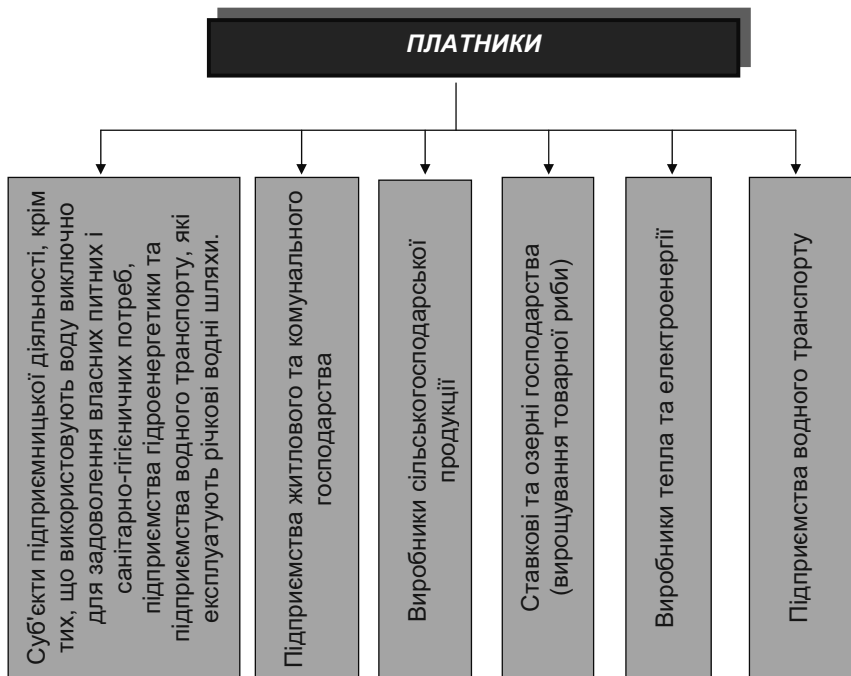 ПЛАТНИКИ
Суб'єкти підприємницької діяльності, крім
тих, що використовують воду виключно
для задоволення власних питних і
санітарно-гігієничних потреб,
підприємства гідроенергетики та
підприємства водного транспорту, які
експлуатують річкові водні шляхи.
Підприємства житлового та комунального
господарства
Виробники сільськогосподарської
продукції
Ставкові та озерні господарства
(вирощування товарної риби)
Виробники тепла та електроенергії
Підприємства водного транспорту